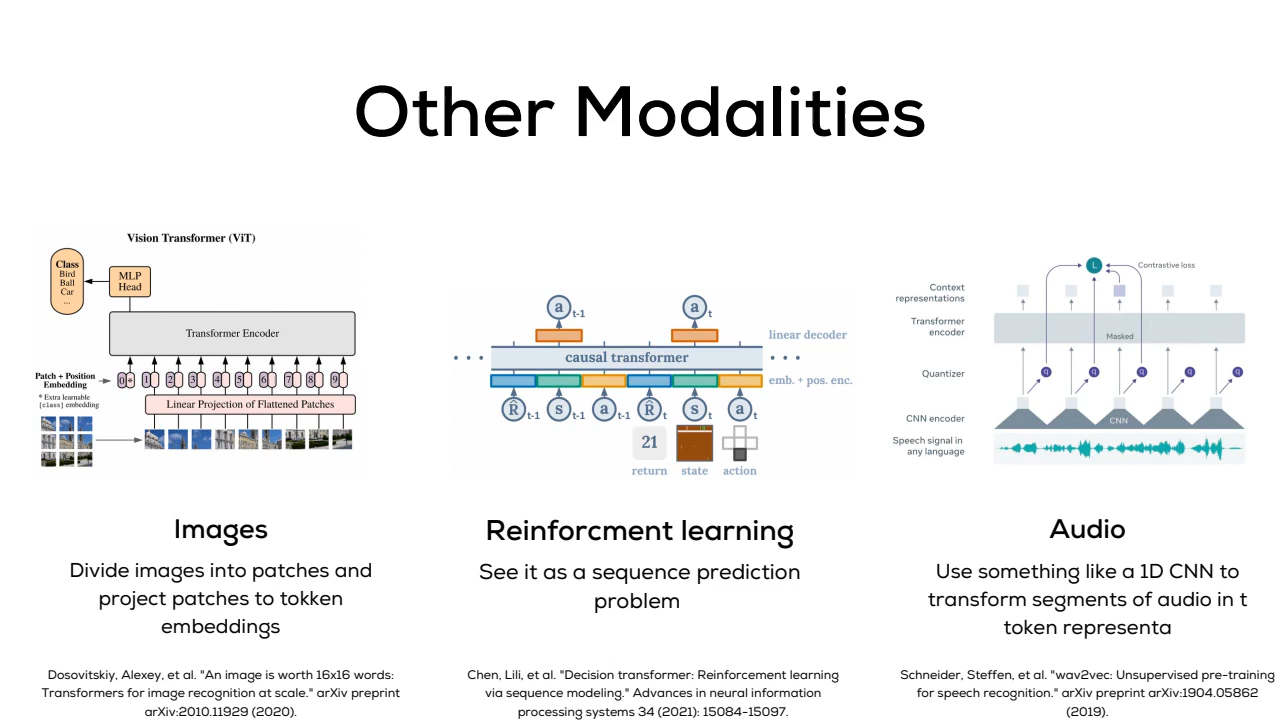 Other Modalities
Vision Transformer (ViT)
Class
Bird
Ball
Car
...
MLP
Head
Transformer Encoder
Patch + Position
Embedding
* Extra learnable
[class] embedding
0 *
1
2
3
4
5
6
7
8
9
Linear Projection of Flattened Patches
a t-1
a t
linear decoder
• • •
causal transformer
• • •
emb. + pos. enc.
R̂ t-1
s t-1
a t-1
R̂ t
s t
a t
21
return
state
action
L
Contrastive loss
Context
representations
Transformer
encoder
Masked
Quantizer
q
q
q
q
q
CNN encoder
CNN
Speech signal in
any language
Images
Divide images into patches and
project patches to tokken
embeddings
Dosovitskiy, Alexey, et al. "An image is worth 16x16 words:
Transformers for image recognition at scale." arXiv preprint
arXiv:2010.11929 (2020).
Reinforcment learning
See it as a sequence prediction
problem
Chen, Lili, et al. "Decision transformer: Reinforcement learning
via sequence modeling." Advances in neural information
processing systems 34 (2021): 15084-15097.
Audio
Use something like a 1D CNN to
transform segments of audio in t
token representa
Schneider, Steffen, et al. "wav2vec: Unsupervised pre-training
for speech recognition." arXiv preprint arXiv:1904.05862
(2019).